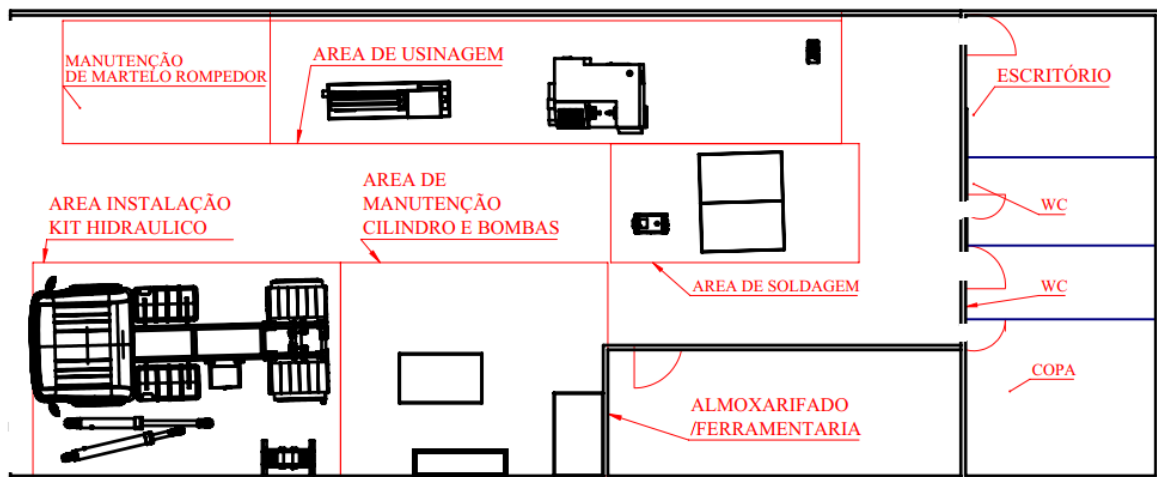 MANUTENÇÃO
DE MARTELO ROMPEDOR
AREA DE USINAGEM
ESCRITÓRIO
AREA INSTALAÇÃO
KIT HIDRAULICO
AREA DE
MANUTENÇÃO
CILINDRO E BOMBAS
WC
AREA DE SOLDAGEM
WC
COPA
ALMOXARIFADO
/FERRAMENTARIA